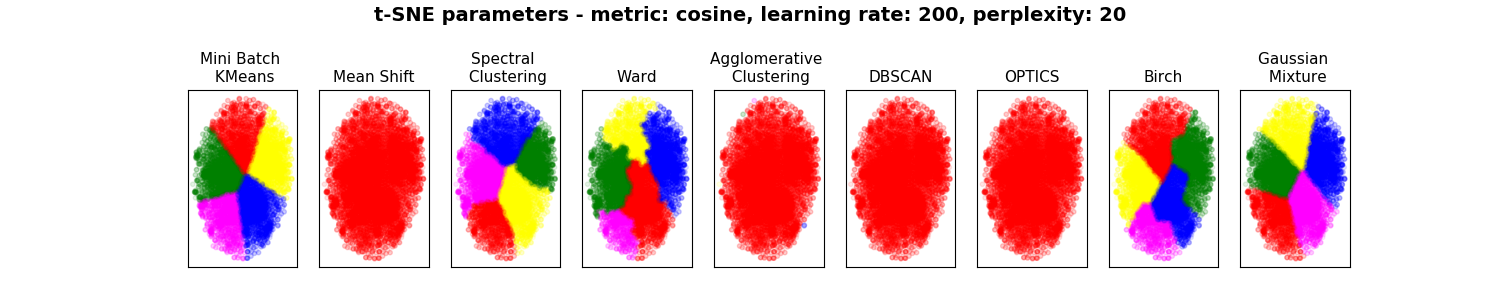 t-SNE parameters - metric: cosine, learning rate: 200, perplexity: 20
Mini Batch
KMeans
Mean Shift
Spectral
Clustering
Ward
Agglomerative
Clustering
DBSCAN
OPTICS
Birch
Gaussian
Mixture